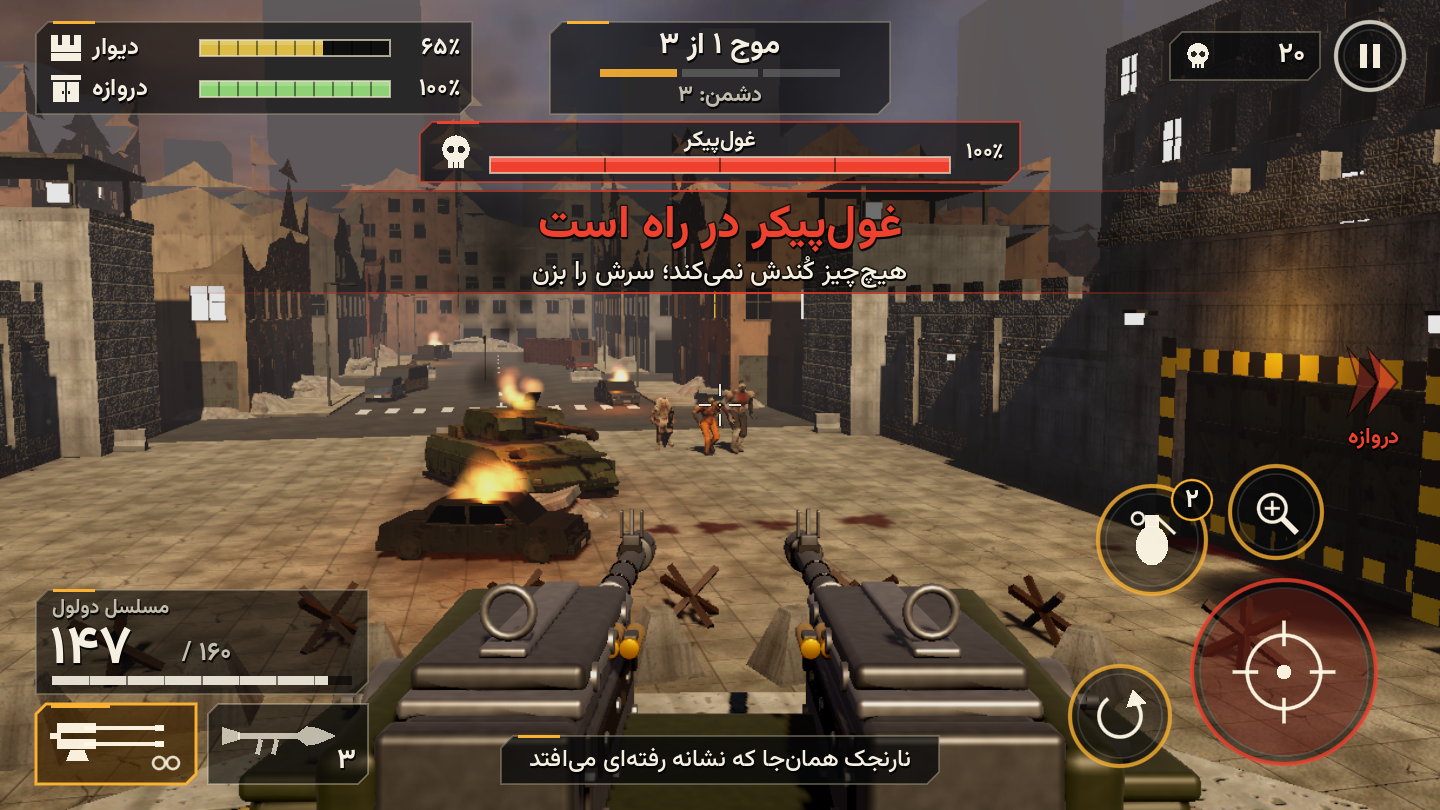 دیوار ۶۵٪
دروازه ۱۰۰٪
موج ۱ از ۳
دشمن: ۳
۲۰
غول‌پیکر
۱۰۰٪
غول‌پیکر در راه است
هیچ‌چیز کُندش نمی‌کند؛ سرش را بزن
دروازه
۲
مسلسل دولول
۱۴۷ / ۱۶۰
∞
۳
نارنجک همان‌جا که نشانه رفته‌ای می‌افتد